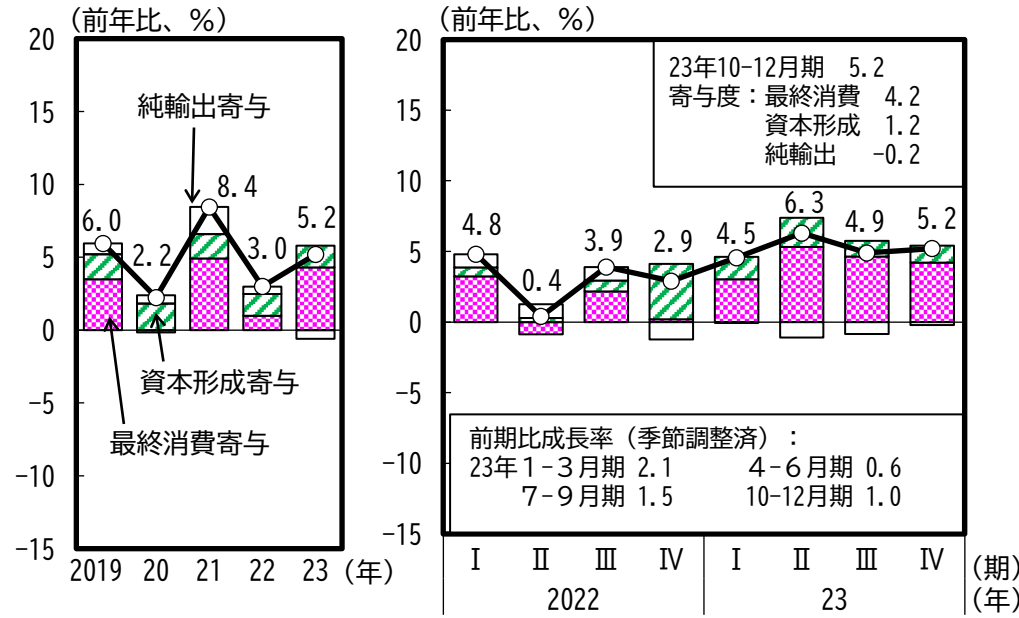 （前年比、％）
20
15
10
5
0
−5
−10
−15
純輸出寄与
6.0
2.2
8.4
3.0
5.2
資本形成寄与
最終消費寄与
2019 20 21 22 23（年）
（前年比、％）
20
15
10
5
0
−5
−10
−15
23年10-12月期 5.2
寄与度：最終消費 4.2
資本形成 1.2
純輸出 -0.2
4.8
0.4
3.9
2.9
4.5
6.3
4.9
5.2
前期比成長率（季節調整済）：
23年１-３月期 2.1 ４-６月期 0.6
７-９月期 1.5 10-12月期 1.0
Ⅰ Ⅱ Ⅲ Ⅳ Ⅰ Ⅱ Ⅲ Ⅳ（期）
2022 23（年）